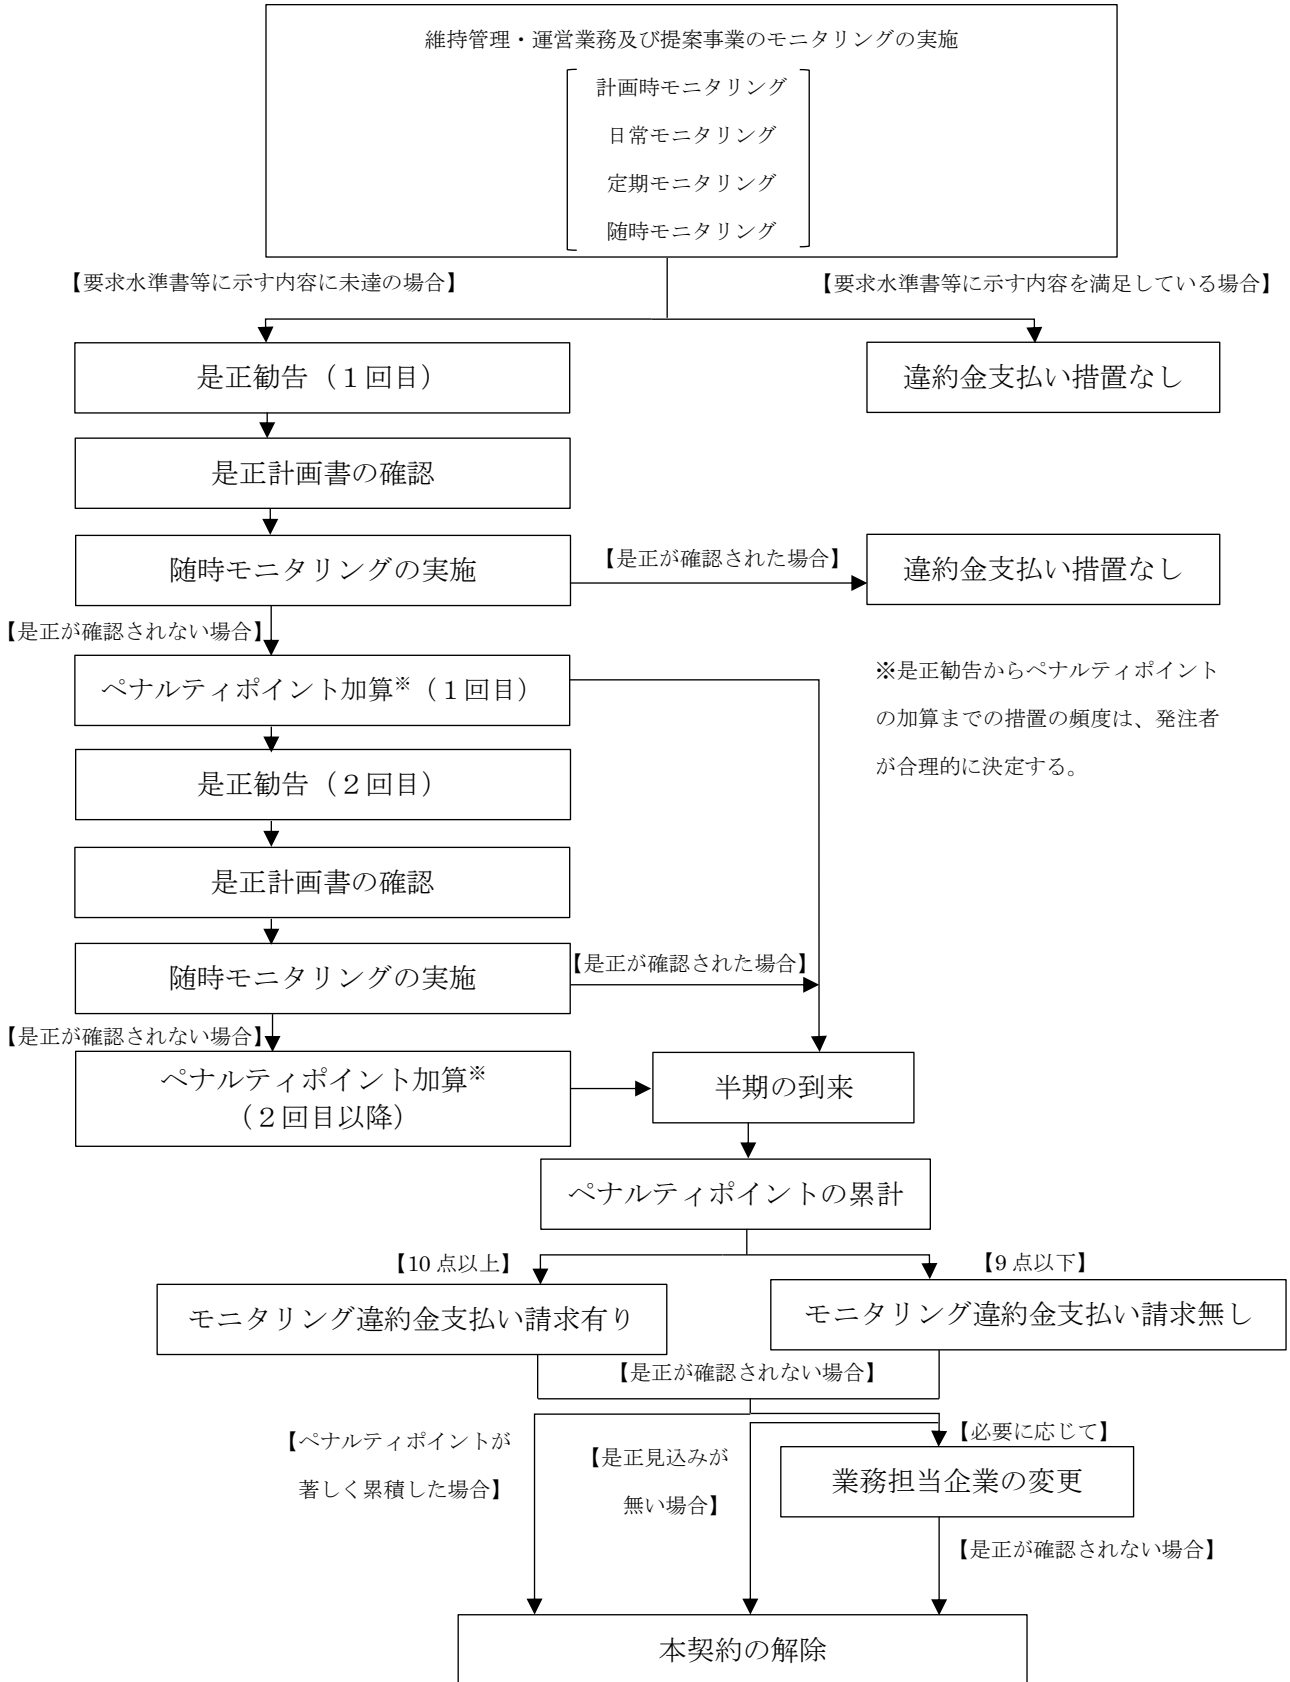 維持管理・運営業務及び提案事業のモニタリングの実施
計画時モニタリング
日常モニタリング
定期モニタリング
随時モニタリング
【要求水準書等に示す内容に未達の場合】
【要求水準書等に示す内容を満足している場合】
是正勧告（１回目）
違約金支払い措置なし
是正計画書の確認
随時モニタリングの実施
【是正が確認された場合】
違約金支払い措置なし
【是正が確認されない場合】
ペナルティポイント加算※（１回目）
※是正勧告からペナルティポイント
の加算までの措置の頻度は、発注者
が合理的に決定する。
是正勧告（２回目）
是正計画書の確認
随時モニタリングの実施
【是正が確認された場合】
【是正が確認されない場合】
ペナルティポイント加算※
（２回目以降）
半期の到来
ペナルティポイントの累計
【10 点以上】
【9 点以下】
モニタリング違約金支払い請求有り
モニタリング違約金支払い請求無し
【是正が確認されない場合】
【ペナルティポイントが
著しく累積した場合】
【是正見込みが
無い場合】
【必要に応じて】
業務担当企業の変更
【是正が確認されない場合】
本契約の解除